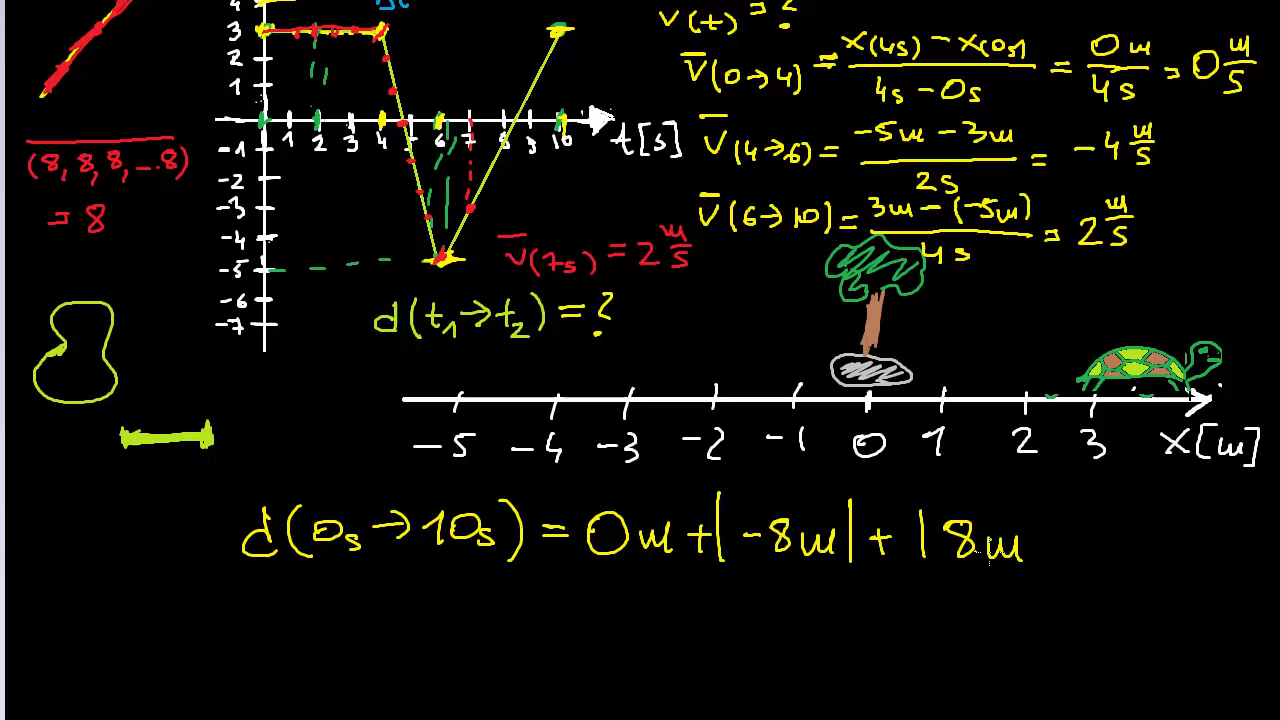 4
3
2
1
-1
-2
-3
-4
-5
-6
-7
1 2 3 4 5 6 7 8 9 10 t[s]
v(t) = ?
v̅(0→4) = x(4s) - x(0s) / 4s - 0s = 0m / 4s = 0 m/s
v̅(4→6) = -5m - 3m / 2s = -4 m/s
v̅(6→10) = 3m - (-5m) / 4s = 2 m/s
(8, 8, 8, ... 8)
= 8
v̅(7s) = 2 m/s
d(t₁→t₂) = ?
-5 -4 -3 -2 -1 0 1 2 3 x[m]
d(0s→10s) = 0m + |-8m| + |8m